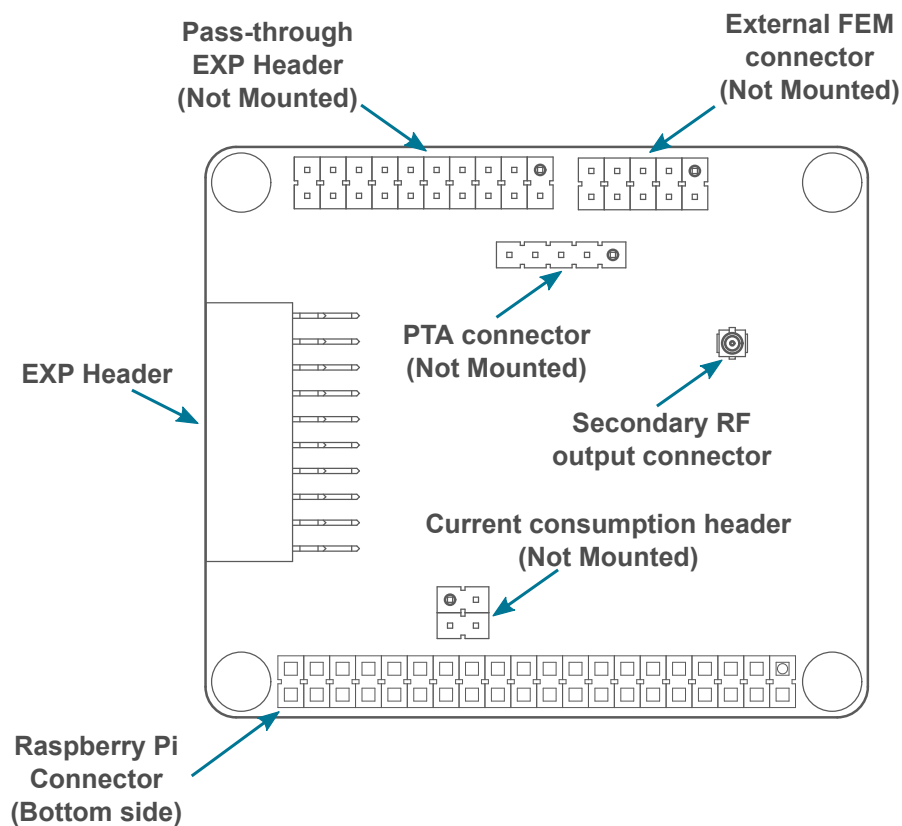 Pass-through
EXP Header
(Not Mounted)
External FEM
connector
(Not Mounted)
PTA connector
(Not Mounted)
EXP Header
Secondary RF
output connector
Current consumption header
(Not Mounted)
Raspberry Pi
Connector
(Bottom side)